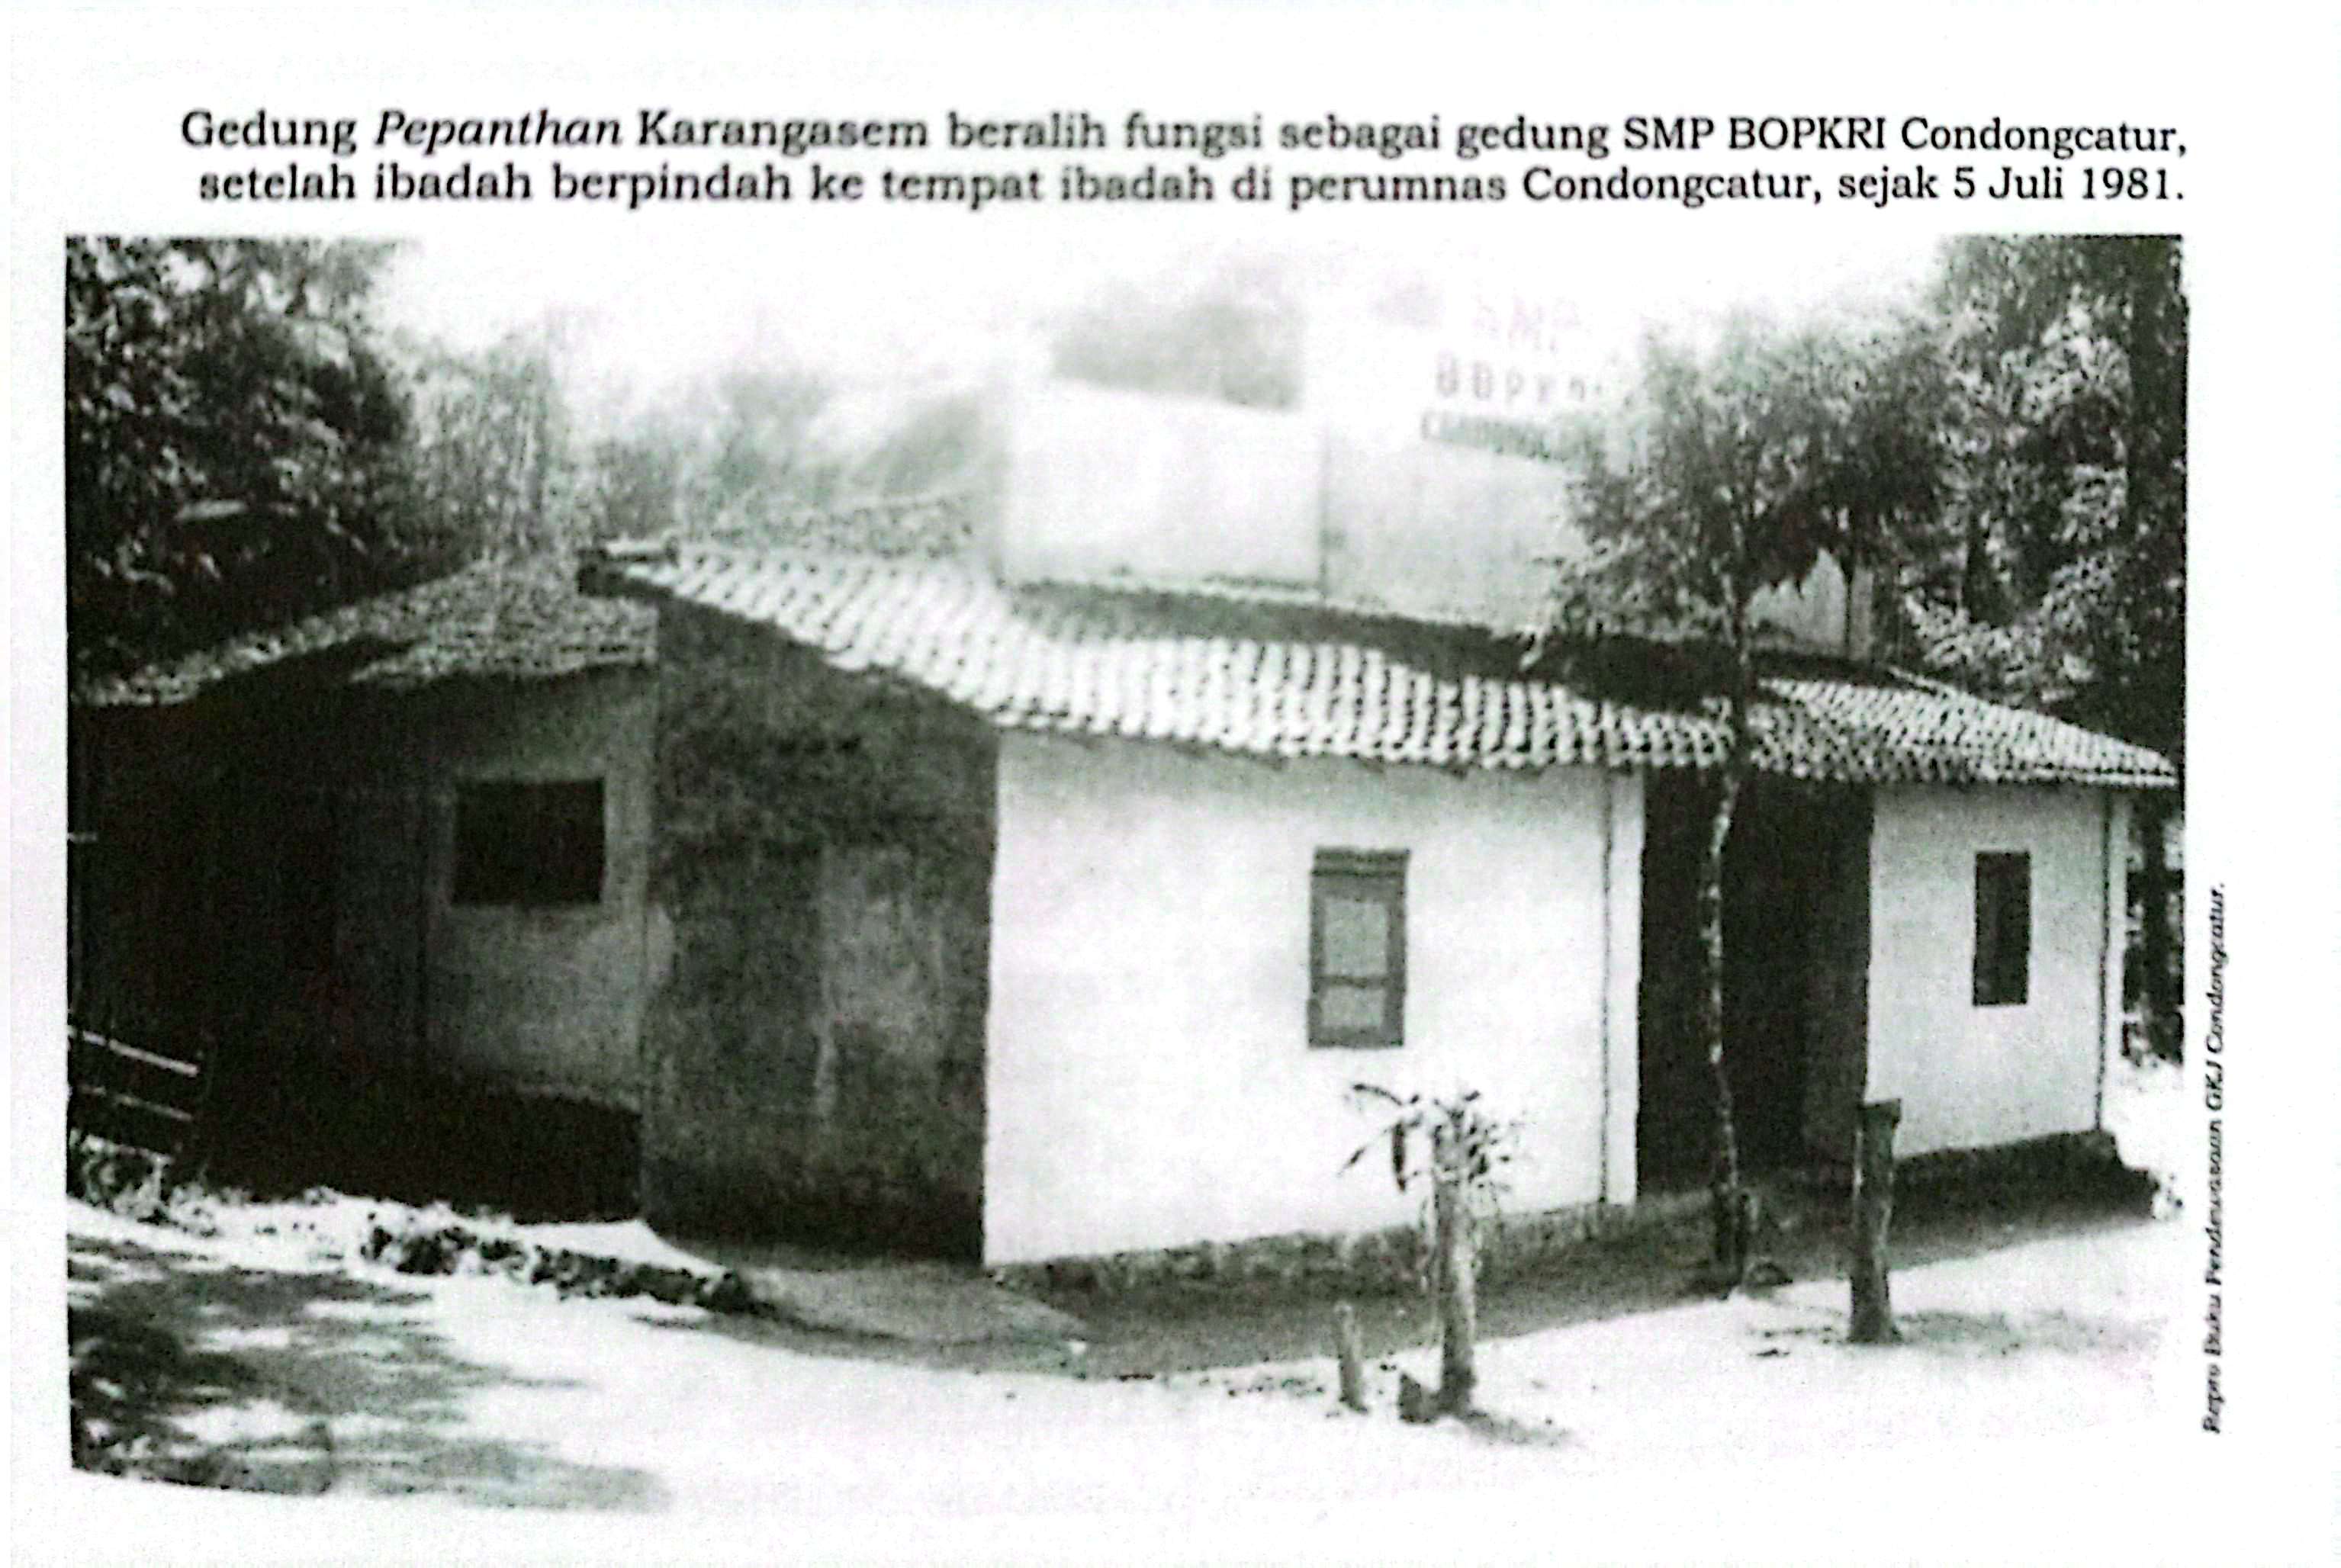 Gedung Pepanthan Karangasem beralih fungsi sebagai gedung SMP BOPKRI Condongcatur,
setelah ibadah berpindah ke tempat ibadah di perumnas Condongcatur, sejak 5 Juli 1981.
SMP
Repro Buku Pendewasaan GKJ Condongcatur.